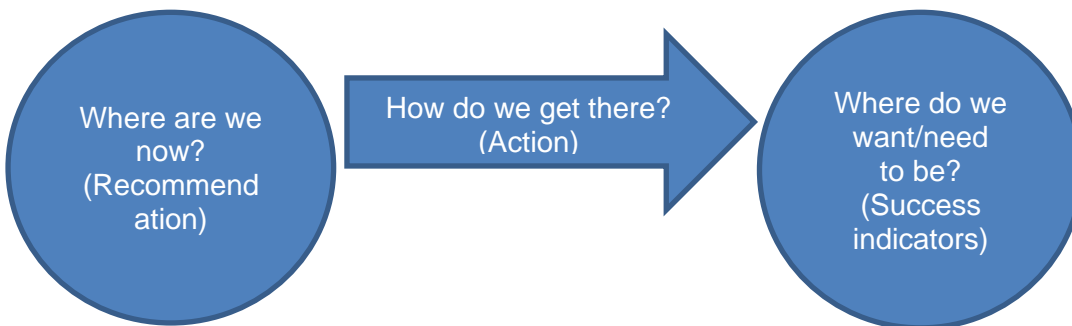 Where are we
now?
(Recommend
ation)
How do we get there?
(Action)
Where do we
want/need
to be?
(Success
indicators)